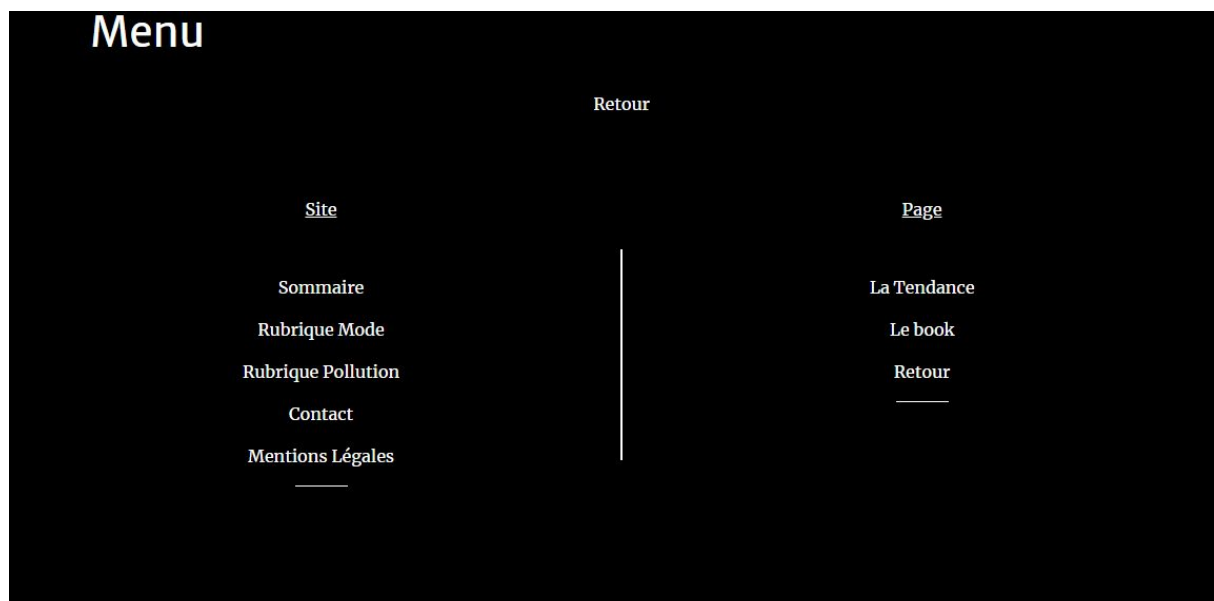 Menu
Retour
Site
Sommaire
Rubrique Mode
Rubrique Pollution
Contact
Mentions Légales
Page
La Tendance
Le book
Retour